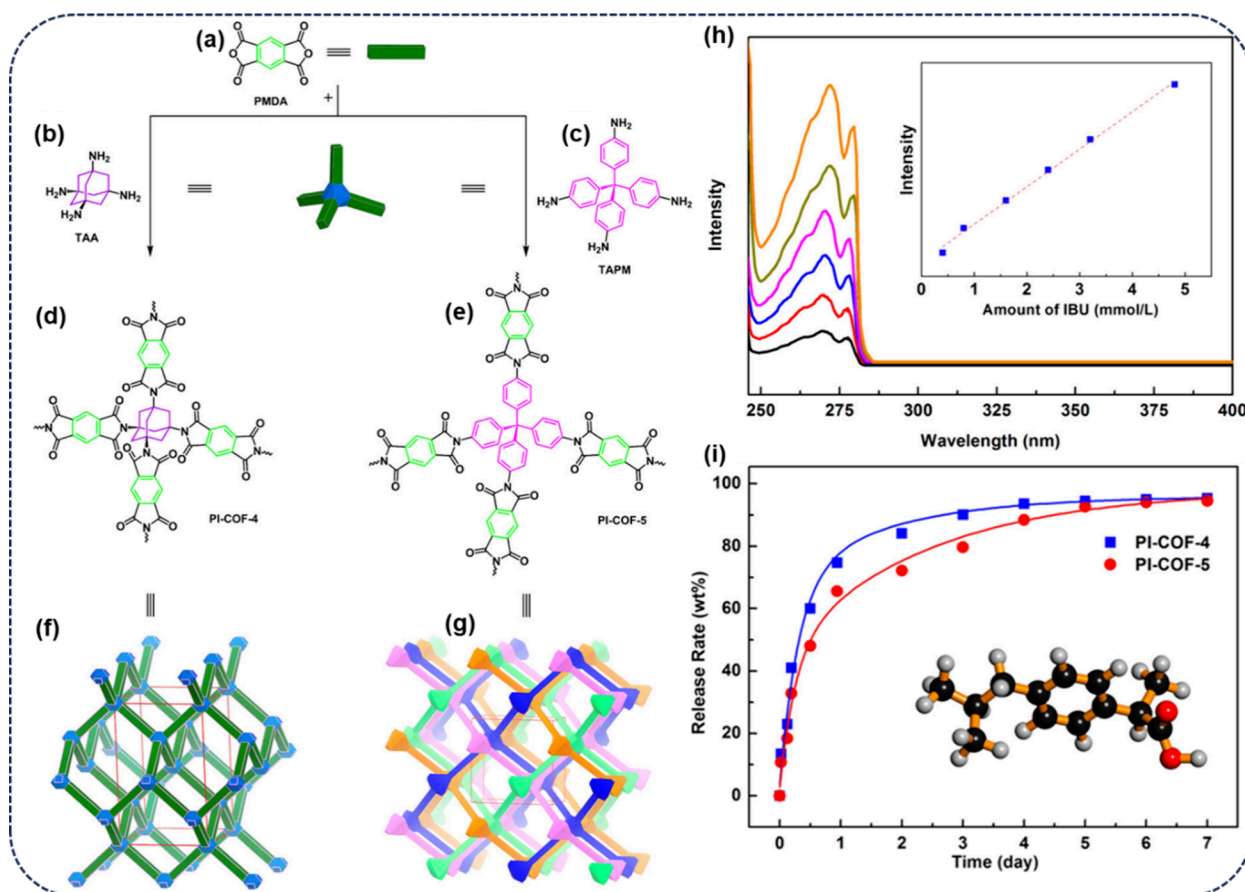 (a)
O O
O O
O O
PMDA
+
(b)
NH2
H2N NH2
H2N
TAA
(c)
NH2
H2N NH2
H2N
TAPM
(d)
N
O O
O O
N
O O O O
N N N N
O O O O
O O
N
O O
N
PI-COF-4
(e)
N
O O
O O
N
O O O O
N N N N
O O O O
N
O O
O O
N
PI-COF-5
(f)
(g)
(h)
Intensity
Wavelength (nm)
250 275 300 325 350 375 400
Intensity
0 1 2 3 4 5
Amount of IBU (mmol/L)
(i)
Release Rate (wt%)
100
80
60
40
20
0
PI-COF-4
PI-COF-5
0 1 2 3 4 5 6 7
Time (day)